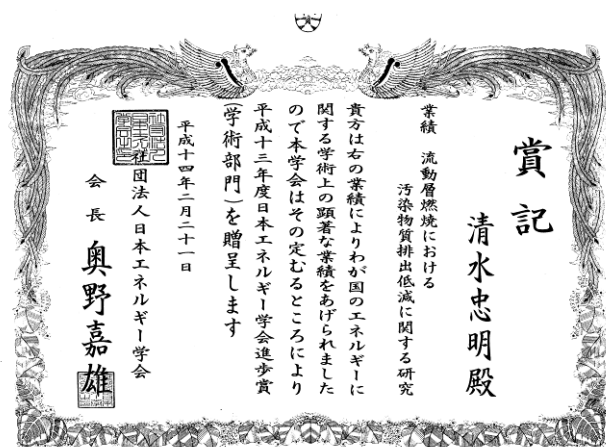 賞記
清水忠明殿
業績　流動層燃焼における
汚染物質排出低減に関する研究
貴方は右の業績によりわが国のエネルギーに
関する学術上の顕著な業績をあげられました
ので本学会はその定むるところにより
平成十三年度日本エネルギー学会進歩賞
(学術部門)を贈呈します
平成十四年二月二十一日
社団法人日本エネルギー学会
会長　奥野嘉雄